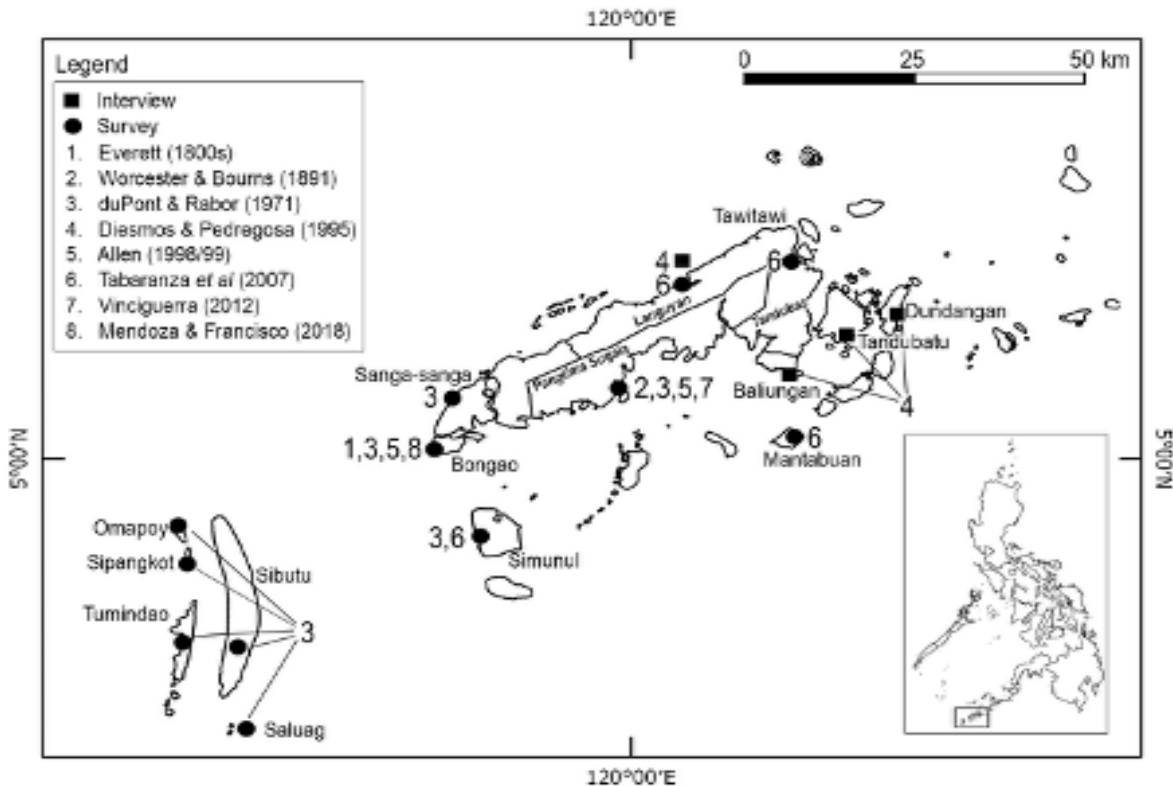 120°00'E
Legend
Interview
Survey
1. Everett (1800s)
2. Worcester & Bourns (1891)
3. duPont & Rabor (1971)
4. Diesmos & Pedregosa (1995)
5. Allen (1998/99)
6. Tabaranza et al (2007)
7. Vinciguerra (2012)
8. Mendoza & Francisco (2018)
0 25 50 km
Tawitawi
4
6
6
Languyan
Tandubas
Dundangan
Tandubatu
Panglima Sugala
Sanga-sanga
3
2,3,5,7
Baliungan
4
1,3,5,8
Bongao
6
Mantabuan
5°00'N
5°00'N
3,6
Simunul
Omapoy
Sipangkot
Sibutu
Tumindao
3
Saluag
120°00'E